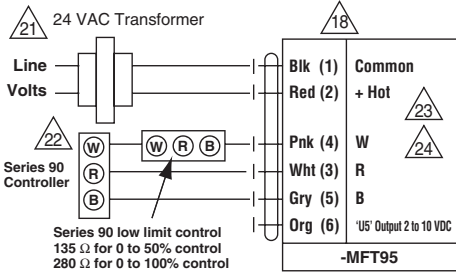 21 24 VAC Transformer
18
Line
Volts
Blk (1) Common
Red (2) + Hot
23
22
W
R
B
W R B
Pnk (4) W
24
Series 90
Controller
Wht (3) R
Gry (5) B
Org (6) 'U5' Output 2 to 10 VDC
Series 90 low limit control
135 Ω for 0 to 50% control
280 Ω for 0 to 100% control
-MFT95